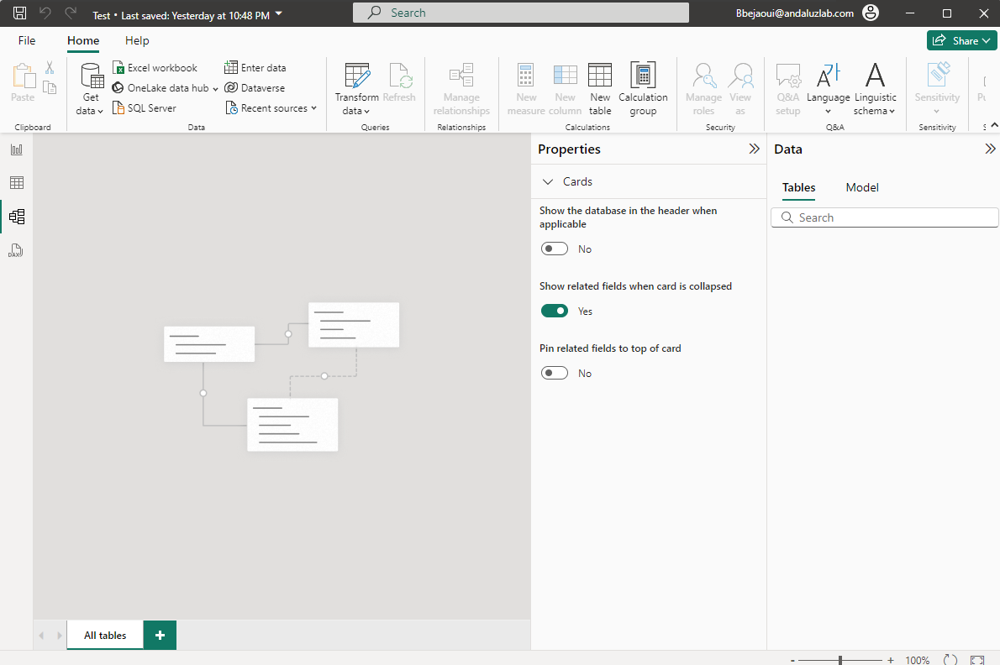 Test • Last saved: Yesterday at 10:48 PM
Search
Bbejaoui@andaluzlab.com
File
Home
Help
Share
Paste
Clipboard
Get data
Excel workbook
OneLake data hub
SQL Server
Enter data
Dataverse
Recent sources
Data
Transform data
Refresh
Queries
Manage relationships
Relationships
New measure
New column
New table
Calculation group
Calculations
Manage roles
View as
Security
Q&A setup
Language
Linguistic schema
Q&A
Sensitivity
Sensitivity
DAX
Properties
Cards
Show the database in the header when
applicable
No
Show related fields when card is collapsed
Yes
Pin related fields to top of card
No
Data
Tables
Model
Search
All tables
+
- + 100%